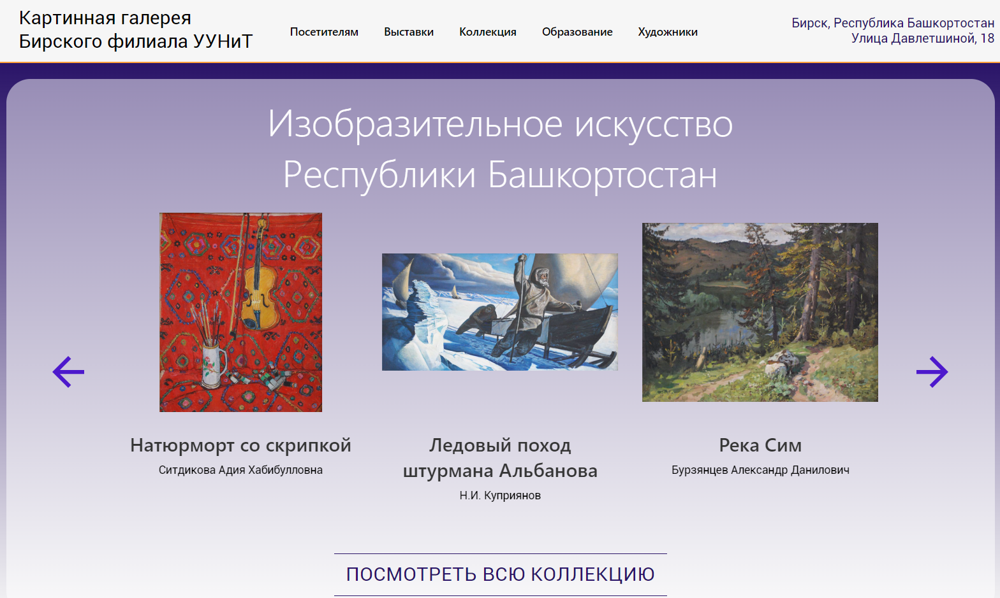 Картинная галерея
Бирского филиала УУНиТ
Посетителям
Выставки
Коллекция
Образование
Художники
Бирск, Республика Башкортостан
Улица Давлетшиной, 18
Изобразительное искусство
Республики Башкортостан
Натюрморт со скрипкой
Ситдикова Адия Хабибулловна
Ледовый поход
штурмана Альбанова
Н.И. Куприянов
Река Сим
Бурзянцев Александр Данилович
ПОСМОТРЕТЬ ВСЮ КОЛЛЕКЦИЮ